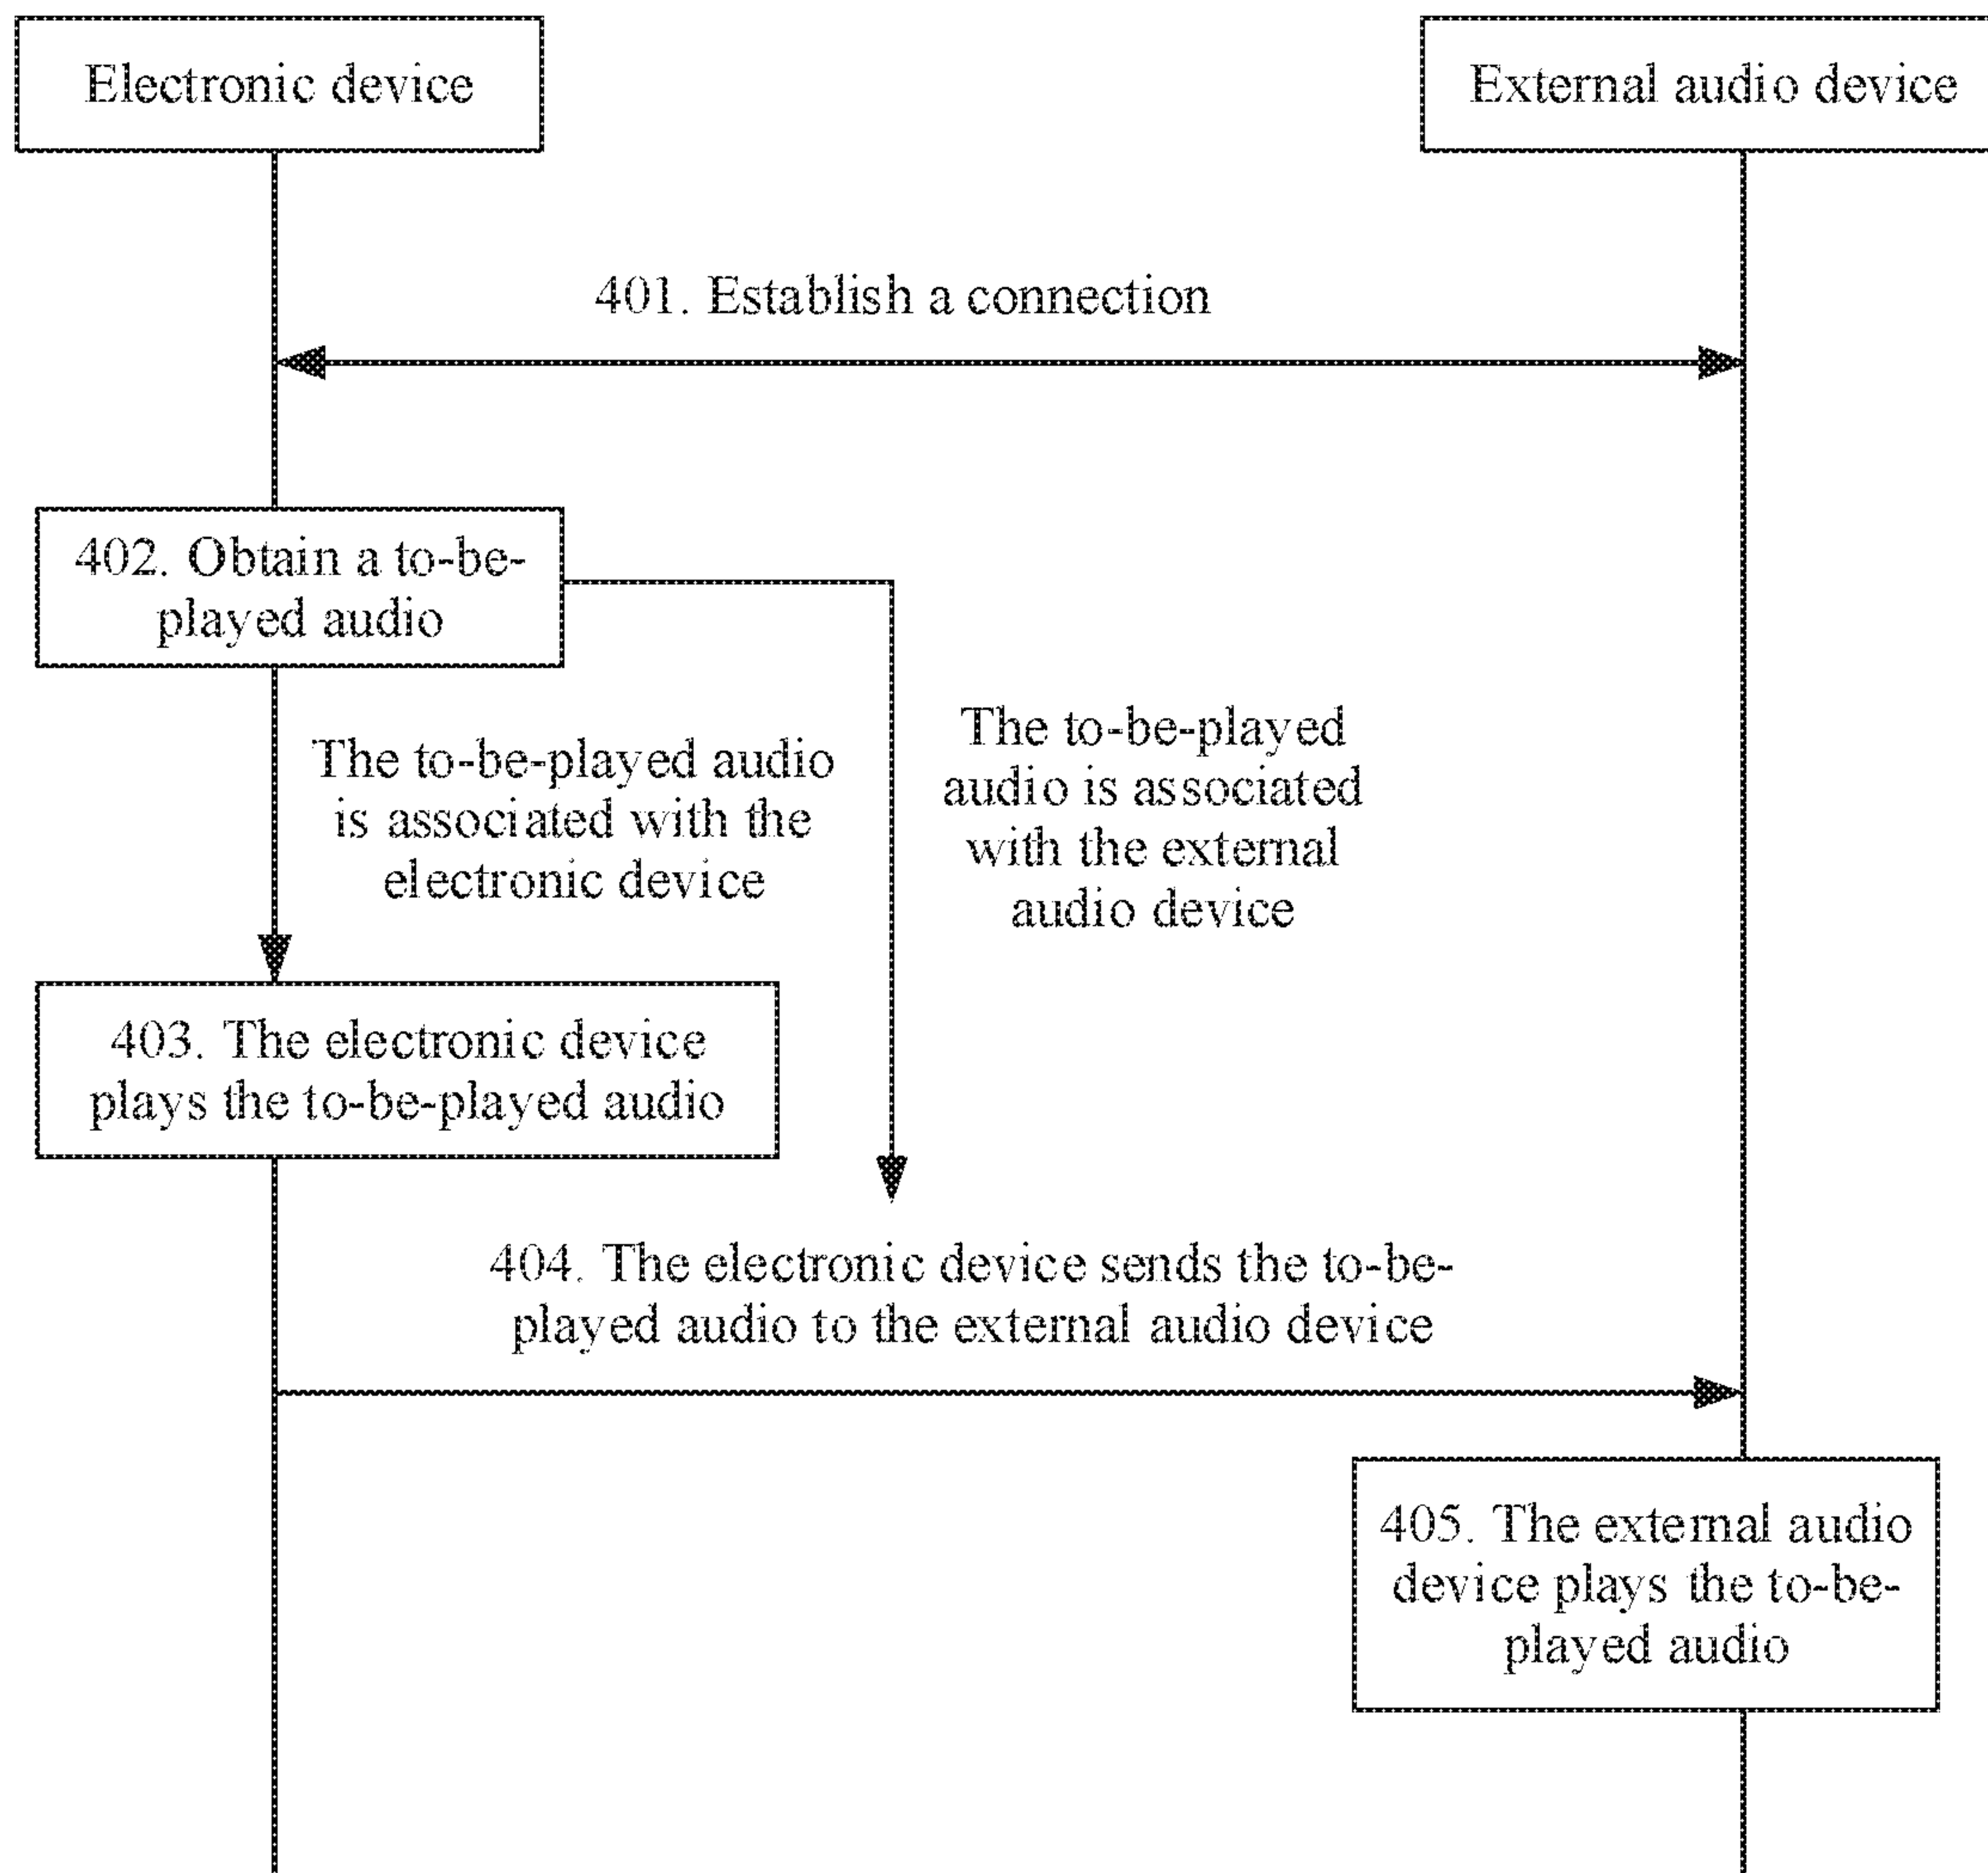 Electronic device
External audio device
401. Establish a connection
402. Obtain a to-be-
played audio
The to-be-played audio
is associated with the
electronic device
The to-be-played
audio is associated
with the external
audio device
403. The electronic device
plays the to-be-played audio
404. The electronic device sends the to-be-
played audio to the external audio device
405. The external audio
device plays the to-be-
played audio